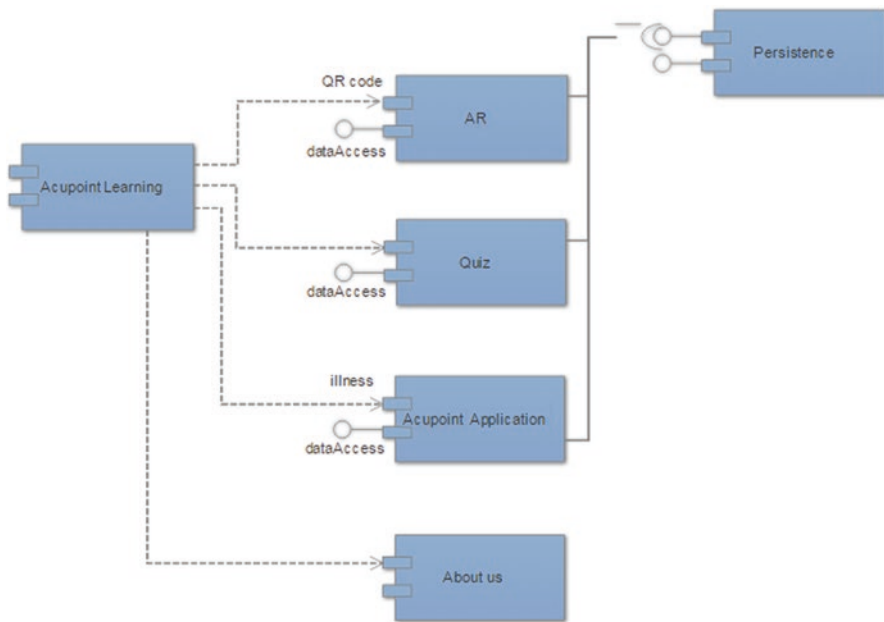 Persistence
QR code
AR
dataAccess
Acupoint Learning
Quiz
dataAccess
illness
Acupoint Application
dataAccess
About us